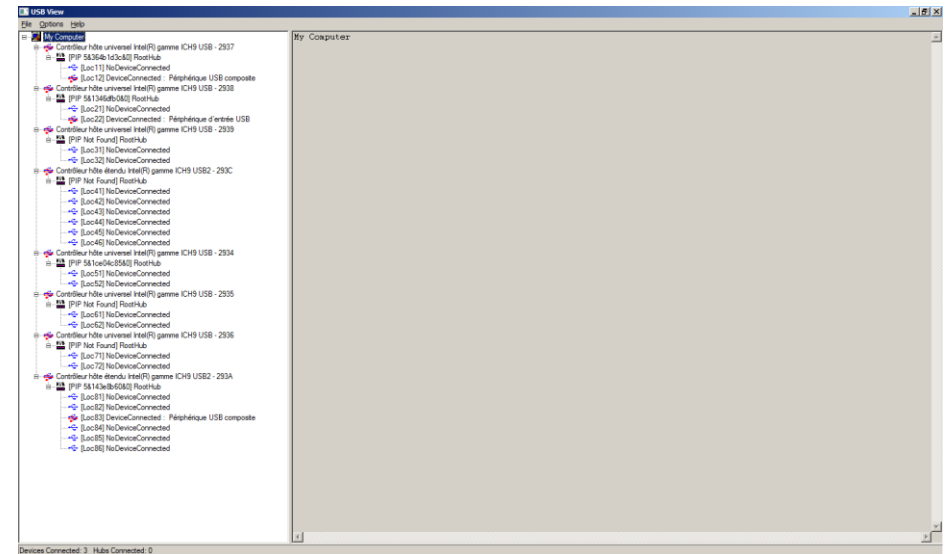 USB View
File Options Help
My Computer
Contrôleur hôte universel Intel(R) gamme ICH9 USB - 2937
[PIP 5&364b1d3c&0] RootHub
[Loc11] NoDeviceConnected
[Loc12] DeviceConnected : Périphérique USB composite
Contrôleur hôte universel Intel(R) gamme ICH9 USB - 2938
[PIP 5&1346dfb0&0] RootHub
[Loc21] NoDeviceConnected
[Loc22] DeviceConnected : Périphérique d'entrée USB
Contrôleur hôte universel Intel(R) gamme ICH9 USB - 2939
[PIP Not Found] RootHub
[Loc31] NoDeviceConnected
[Loc32] NoDeviceConnected
Contrôleur hôte étendu Intel(R) gamme ICH9 USB2 - 293C
[PIP Not Found] RootHub
[Loc41] NoDeviceConnected
[Loc42] NoDeviceConnected
[Loc43] NoDeviceConnected
[Loc44] NoDeviceConnected
[Loc45] NoDeviceConnected
[Loc46] NoDeviceConnected
Contrôleur hôte universel Intel(R) gamme ICH9 USB - 2934
[PIP 5&1ce04c85&0] RootHub
[Loc51] NoDeviceConnected
[Loc52] NoDeviceConnected
Contrôleur hôte universel Intel(R) gamme ICH9 USB - 2935
[PIP Not Found] RootHub
[Loc61] NoDeviceConnected
[Loc62] NoDeviceConnected
Contrôleur hôte universel Intel(R) gamme ICH9 USB - 2936
[PIP Not Found] RootHub
[Loc71] NoDeviceConnected
[Loc72] NoDeviceConnected
Contrôleur hôte étendu Intel(R) gamme ICH9 USB2 - 293A
[PIP 5&143e8b60&0] RootHub
[Loc81] NoDeviceConnected
[Loc82] NoDeviceConnected
[Loc83] DeviceConnected : Périphérique USB composite
[Loc84] NoDeviceConnected
[Loc85] NoDeviceConnected
[Loc86] NoDeviceConnected
My Computer
Devices Connected: 3 Hubs Connected: 0